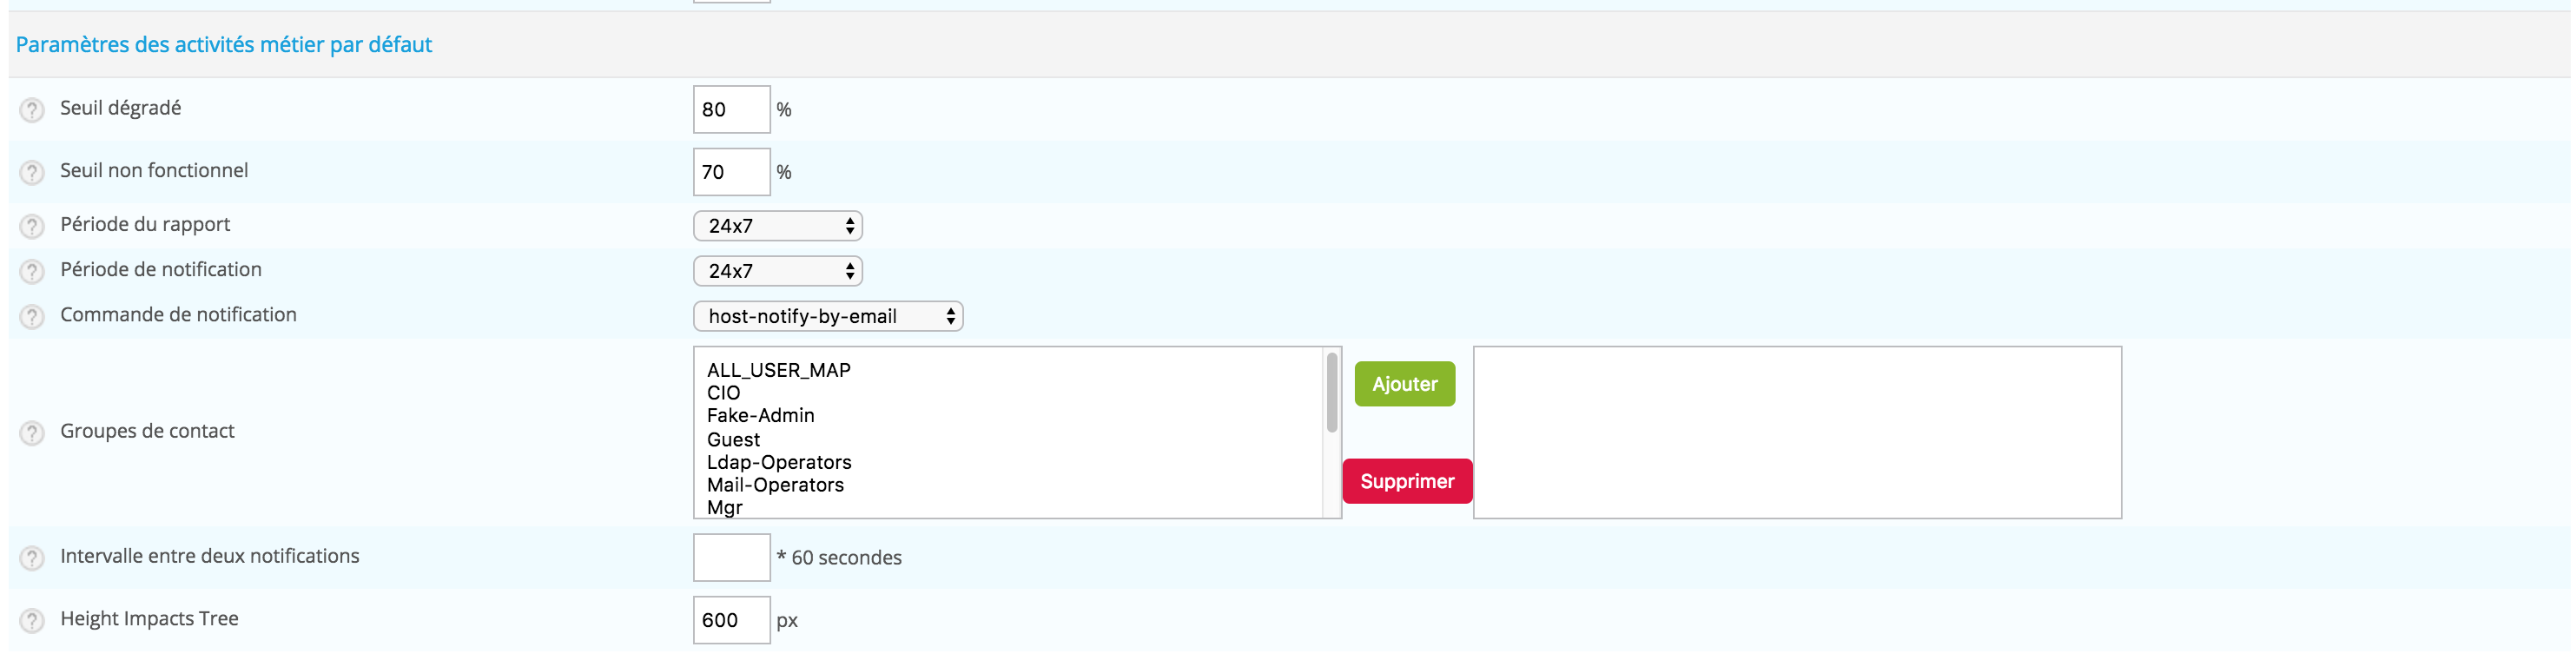 Paramètres des activités métier par défaut
? Seuil dégradé 80 %
? Seuil non fonctionnel 70 %
? Période du rapport 24x7
? Période de notification 24x7
? Commande de notification host-notify-by-email
? Groupes de contact
ALL_USER_MAP
CIO
Fake-Admin
Guest
Ldap-Operators
Mail-Operators
Mgr
Ajouter
Supprimer
? Intervalle entre deux notifications * 60 secondes
? Height Impacts Tree 600 px